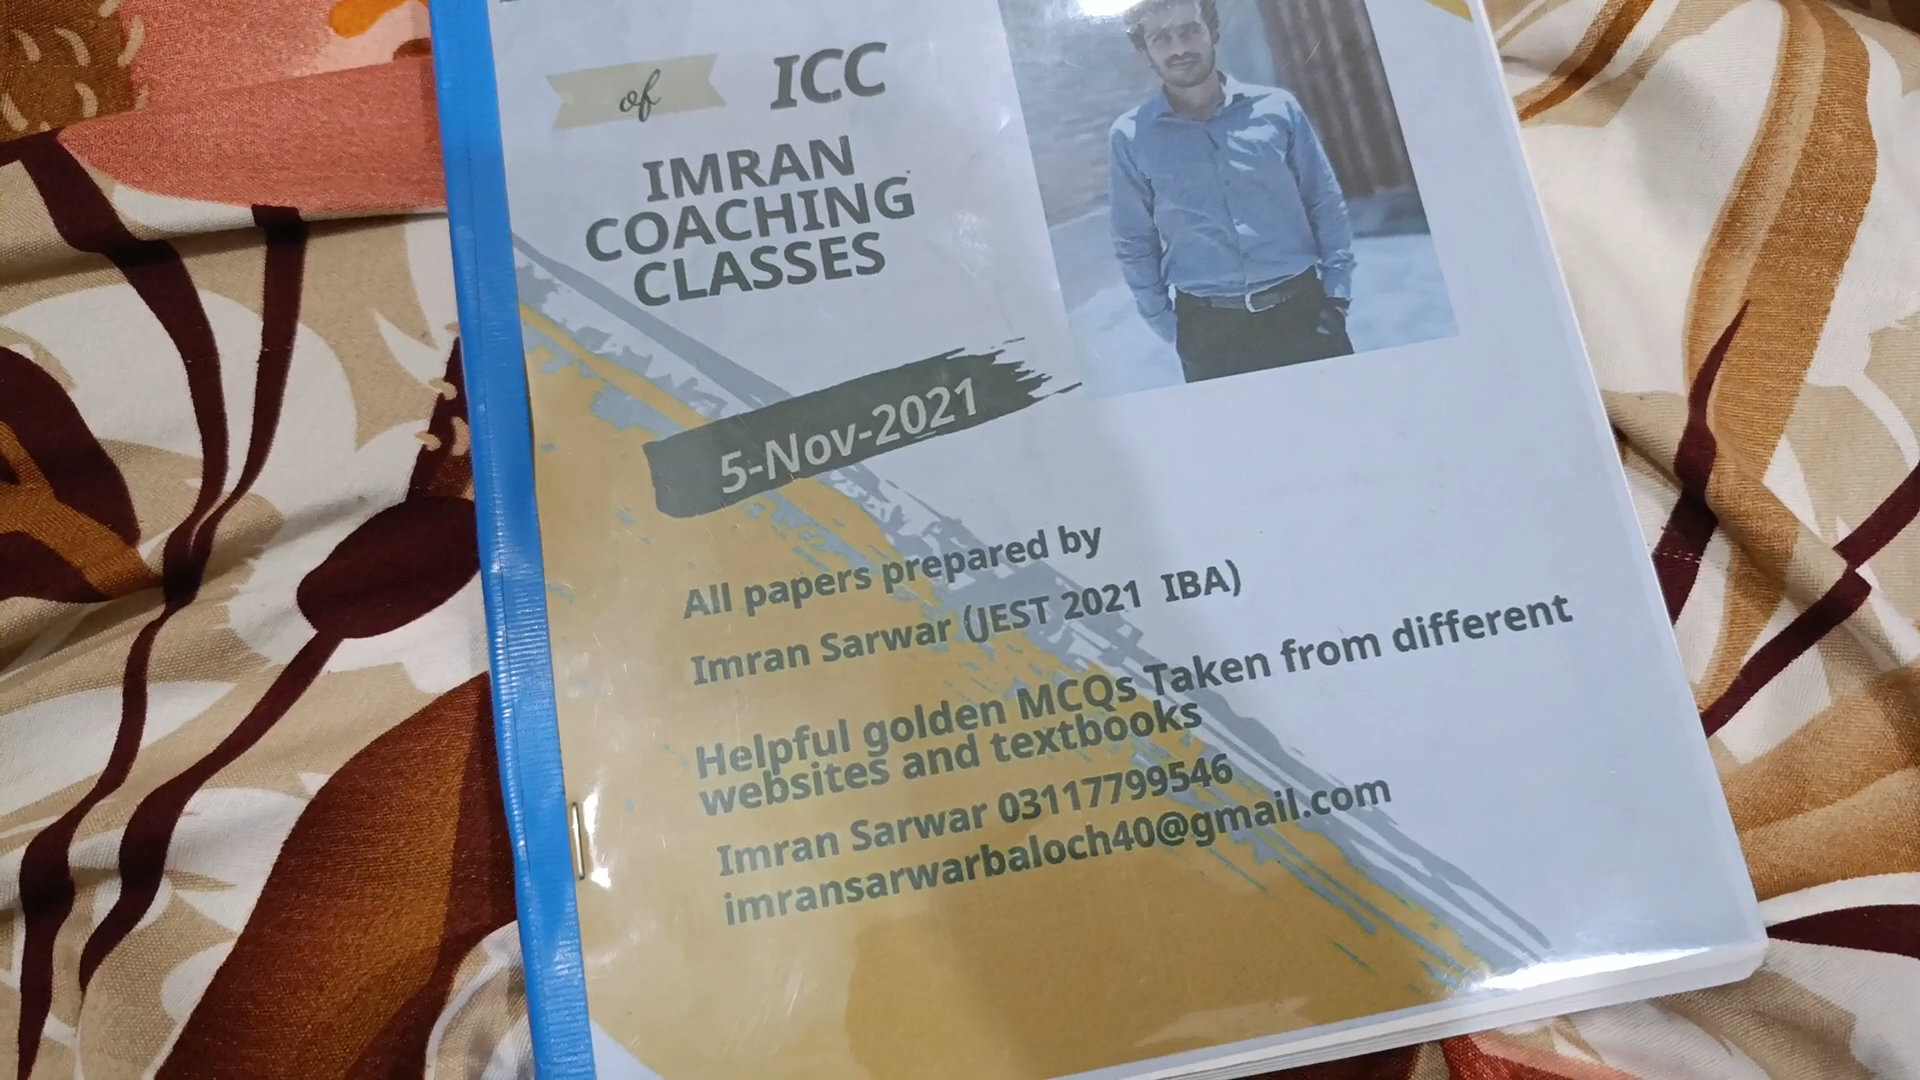 of ICC
IMRAN
COACHING
CLASSES
5-Nov-2021
All papers prepared by
Imran Sarwar (JEST 2021 IBA)
Helpful golden MCQs Taken from different
websites and textbooks
Imran Sarwar 03117799546
imransarwarbaloch40@gmail.com